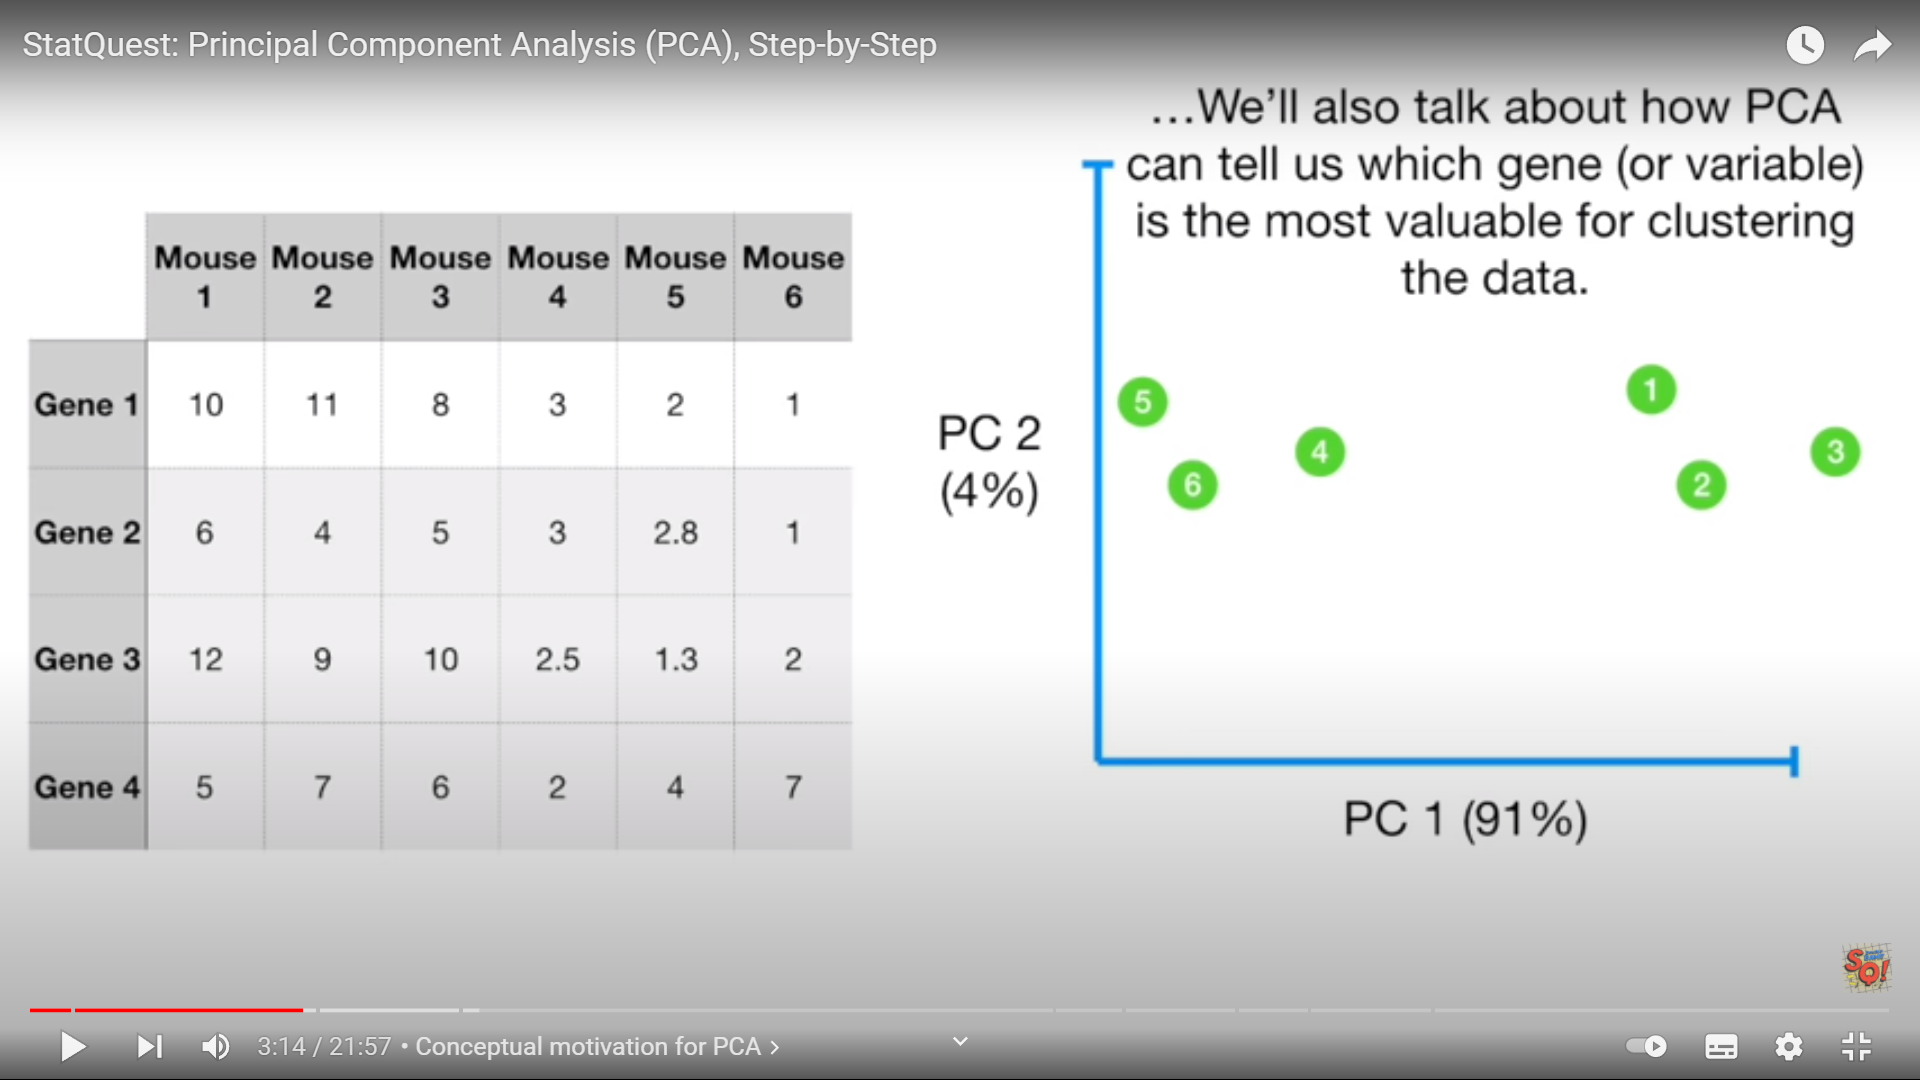 StatQuest: Principal Component Analysis (PCA), Step-by-Step
…We’ll also talk about how PCA
can tell us which gene (or variable)
is the most valuable for clustering
the data.
Mouse 1 Mouse 2 Mouse 3 Mouse 4 Mouse 5 Mouse 6
Gene 1 10 11 8 3 2 1
Gene 2 6 4 5 3 2.8 1
Gene 3 12 9 10 2.5 1.3 2
Gene 4 5 7 6 2 4 7
PC 2
(4%)
5
6
4
1
2
3
PC 1 (91%)
SQ!
3:14 / 21:57 • Conceptual motivation for PCA